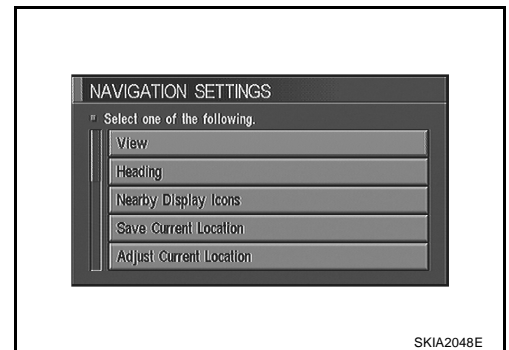 NAVIGATION SETTINGS
Select one of the following.
View
Heading
Nearby Display Icons
Save Current Location
Adjust Current Location
SKIA2048E